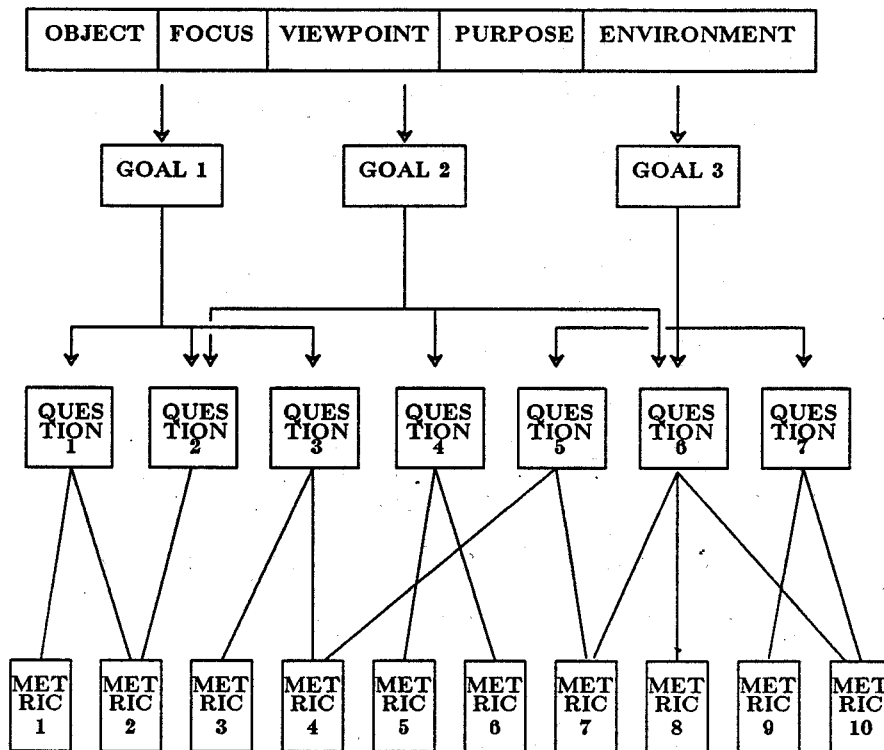 OBJECT FOCUS VIEWPOINT PURPOSE ENVIRONMENT
GOAL 1 GOAL 2 GOAL 3
QUES
TION
1
QUES
TION
2
QUES
TION
3
QUES
TION
4
QUES
TION
5
QUES
TION
6
QUES
TION
7
MET
RIC
1
MET
RIC
2
MET
RIC
3
MET
RIC
4
MET
RIC
5
MET
RIC
6
MET
RIC
7
MET
RIC
8
MET
RIC
9
MET
RIC
10